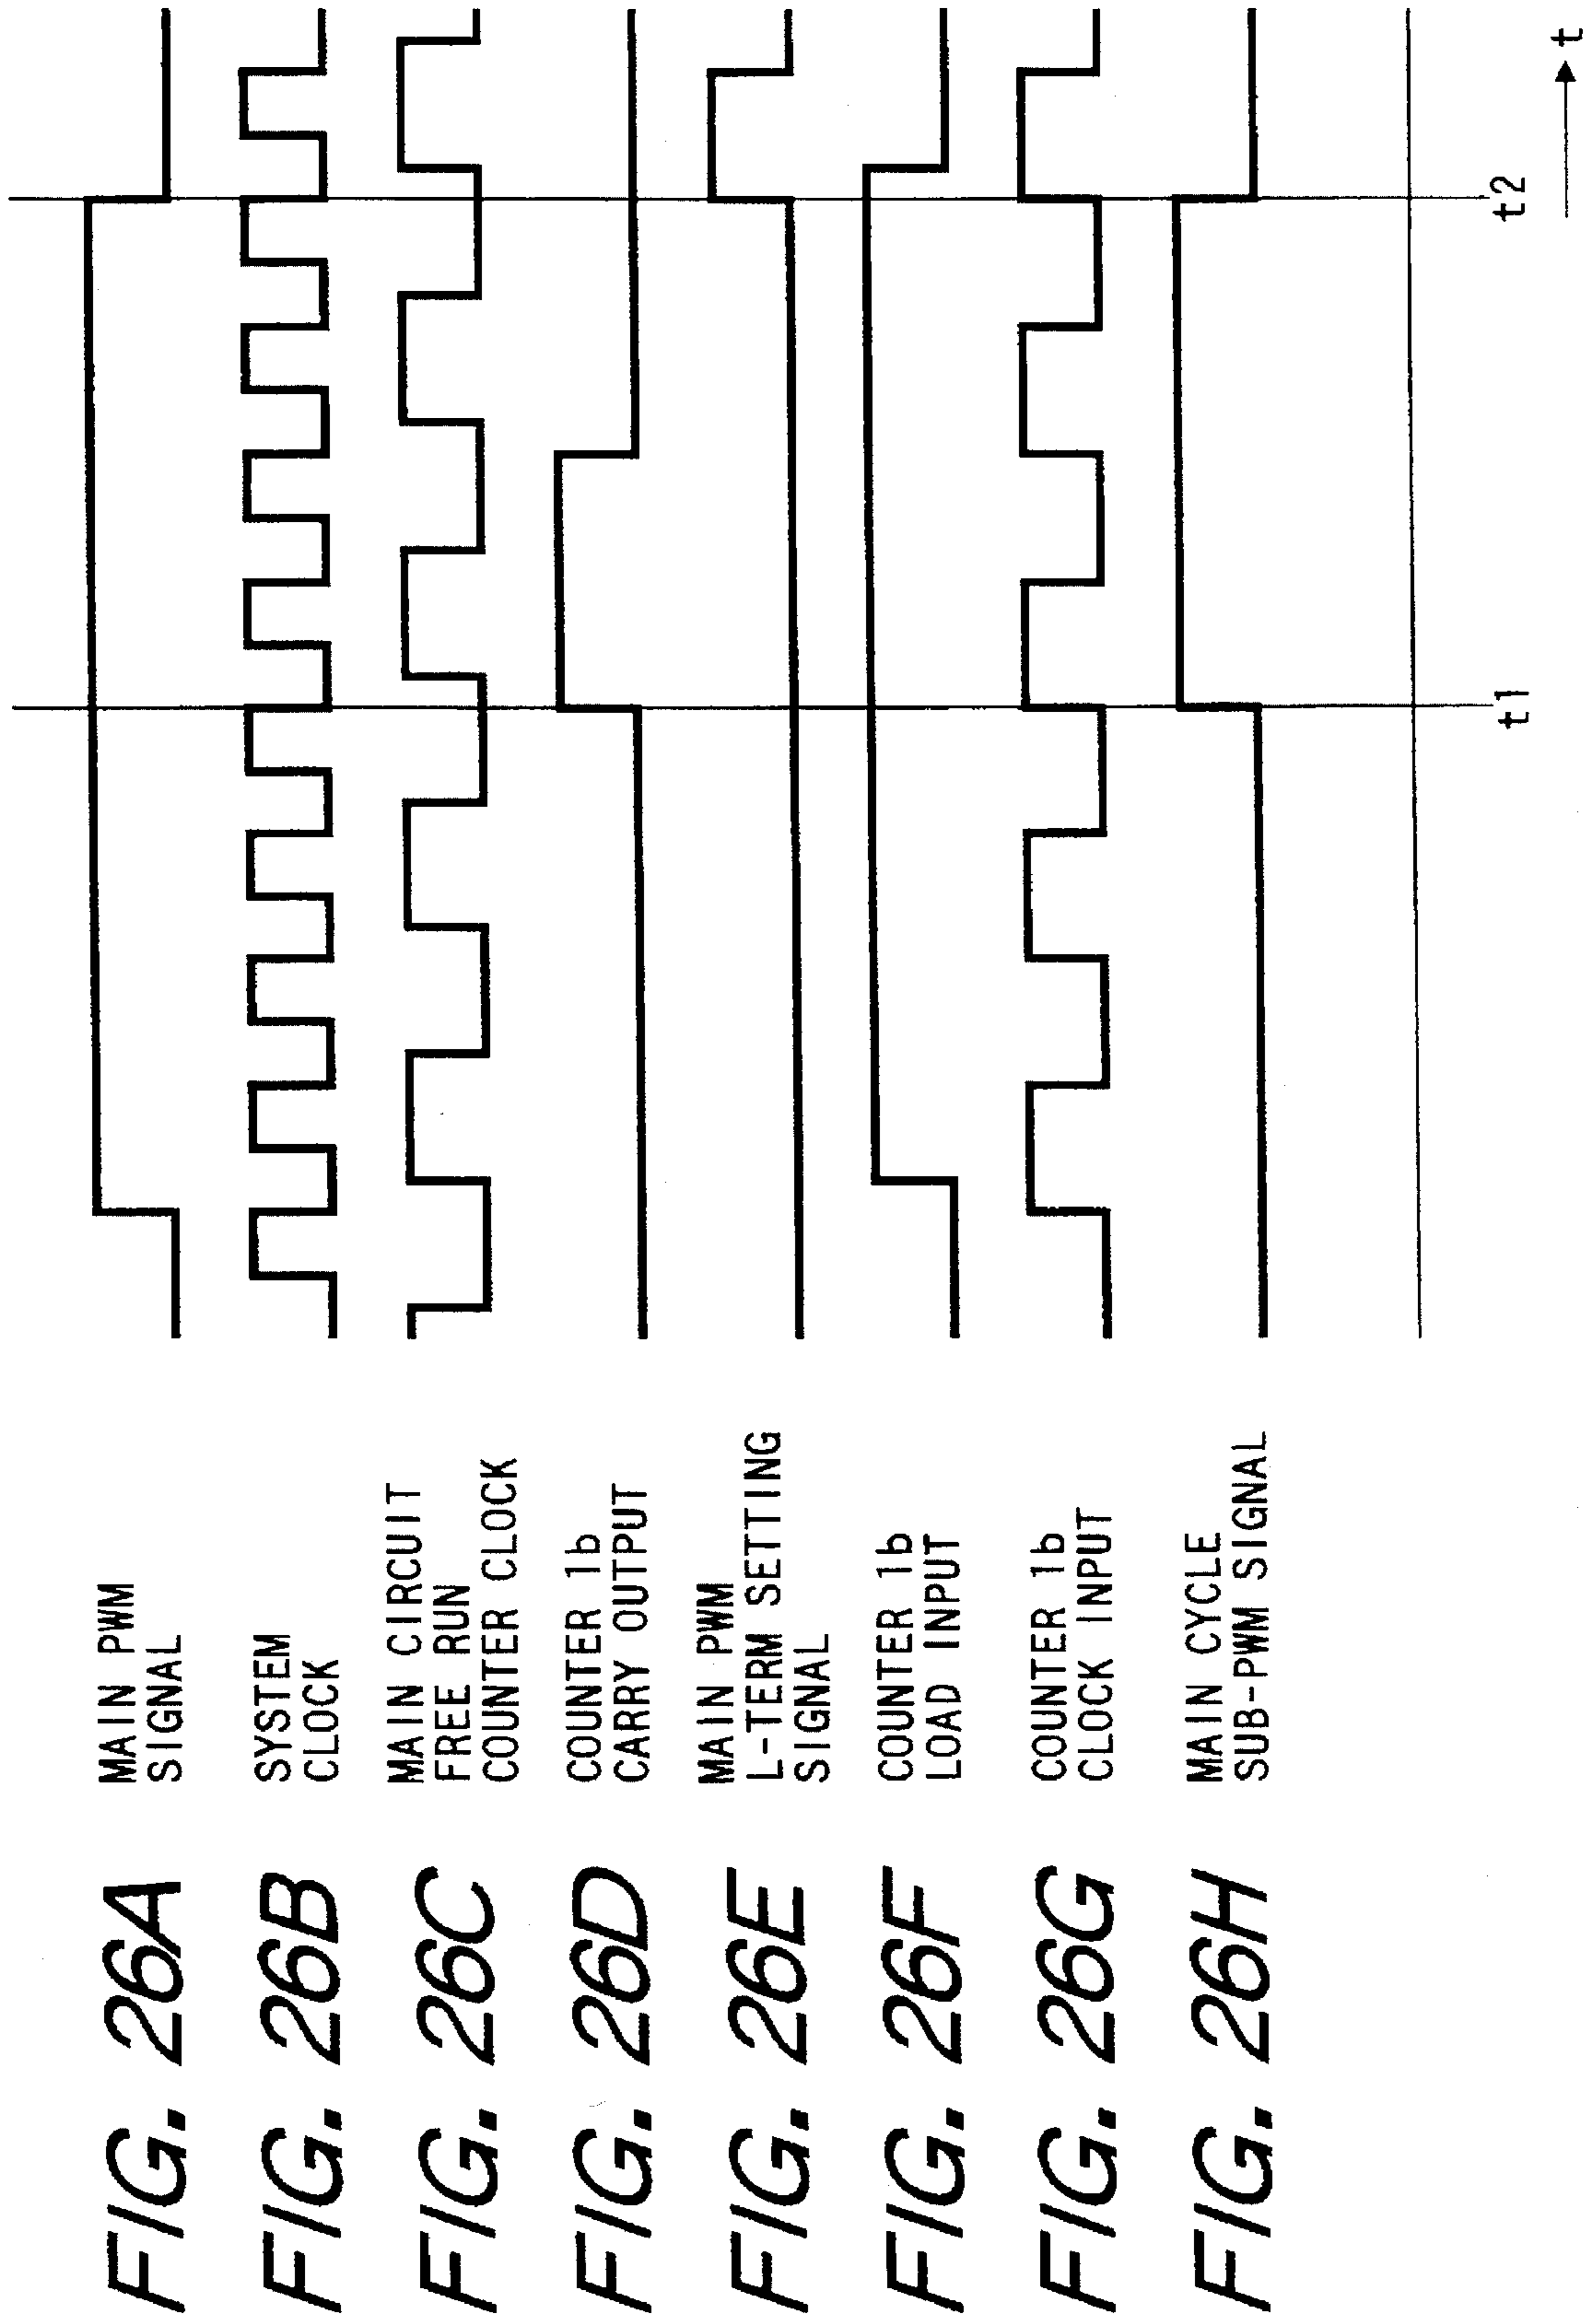 FIG. 26A
MAIN PWM
SIGNAL
FIG. 26B
SYSTEM
CLOCK
FIG. 26C
MAIN CIRCUIT
FREE RUN
COUNTER CLOCK
FIG. 26D
COUNTER 1b
CARRY OUTPUT
FIG. 26E
MAIN PWM
L-TERM SETTING
SIGNAL
FIG. 26F
COUNTER 1b
LOAD INPUT
FIG. 26G
COUNTER 1b
CLOCK INPUT
FIG. 26H
MAIN CYCLE
SUB-PWM SIGNAL
t1
t2
t